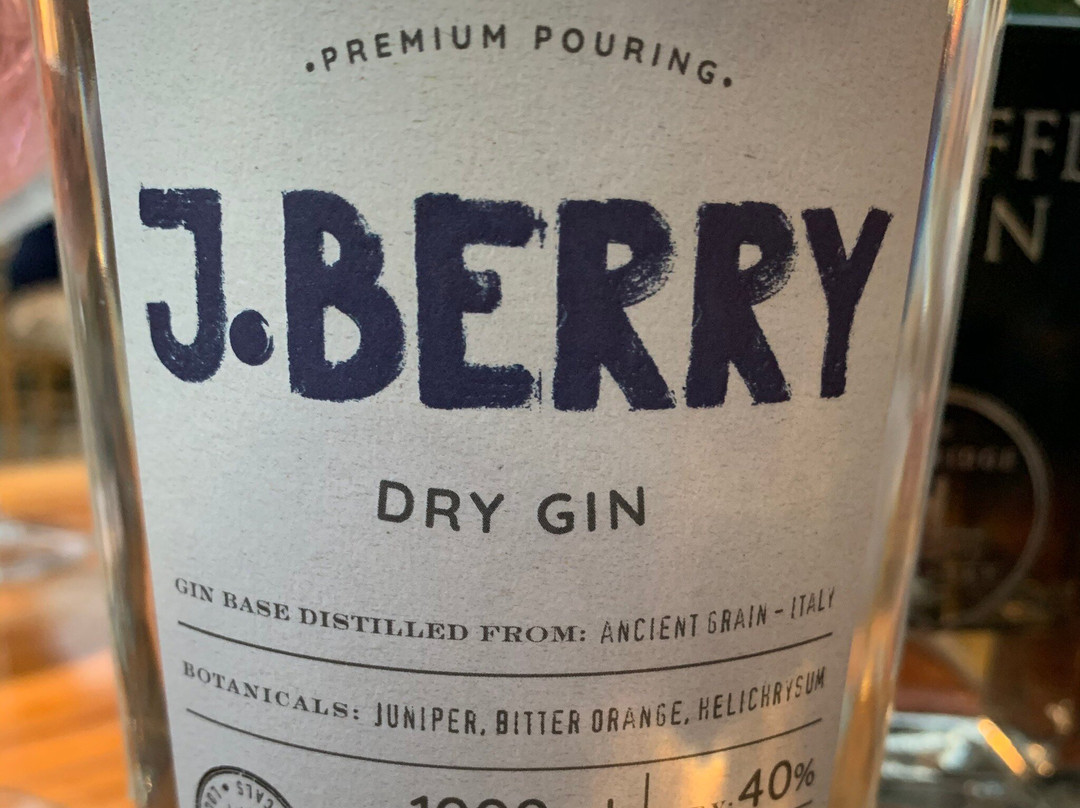 .PREMIUM POURING.
J.BERRY
DRY GIN
GIN BASE DISTILLED FROM: ANCIENT GRAIN - ITALY
BOTANICALS: JUNIPER, BITTER ORANGE, HELICHRYSUM
40%